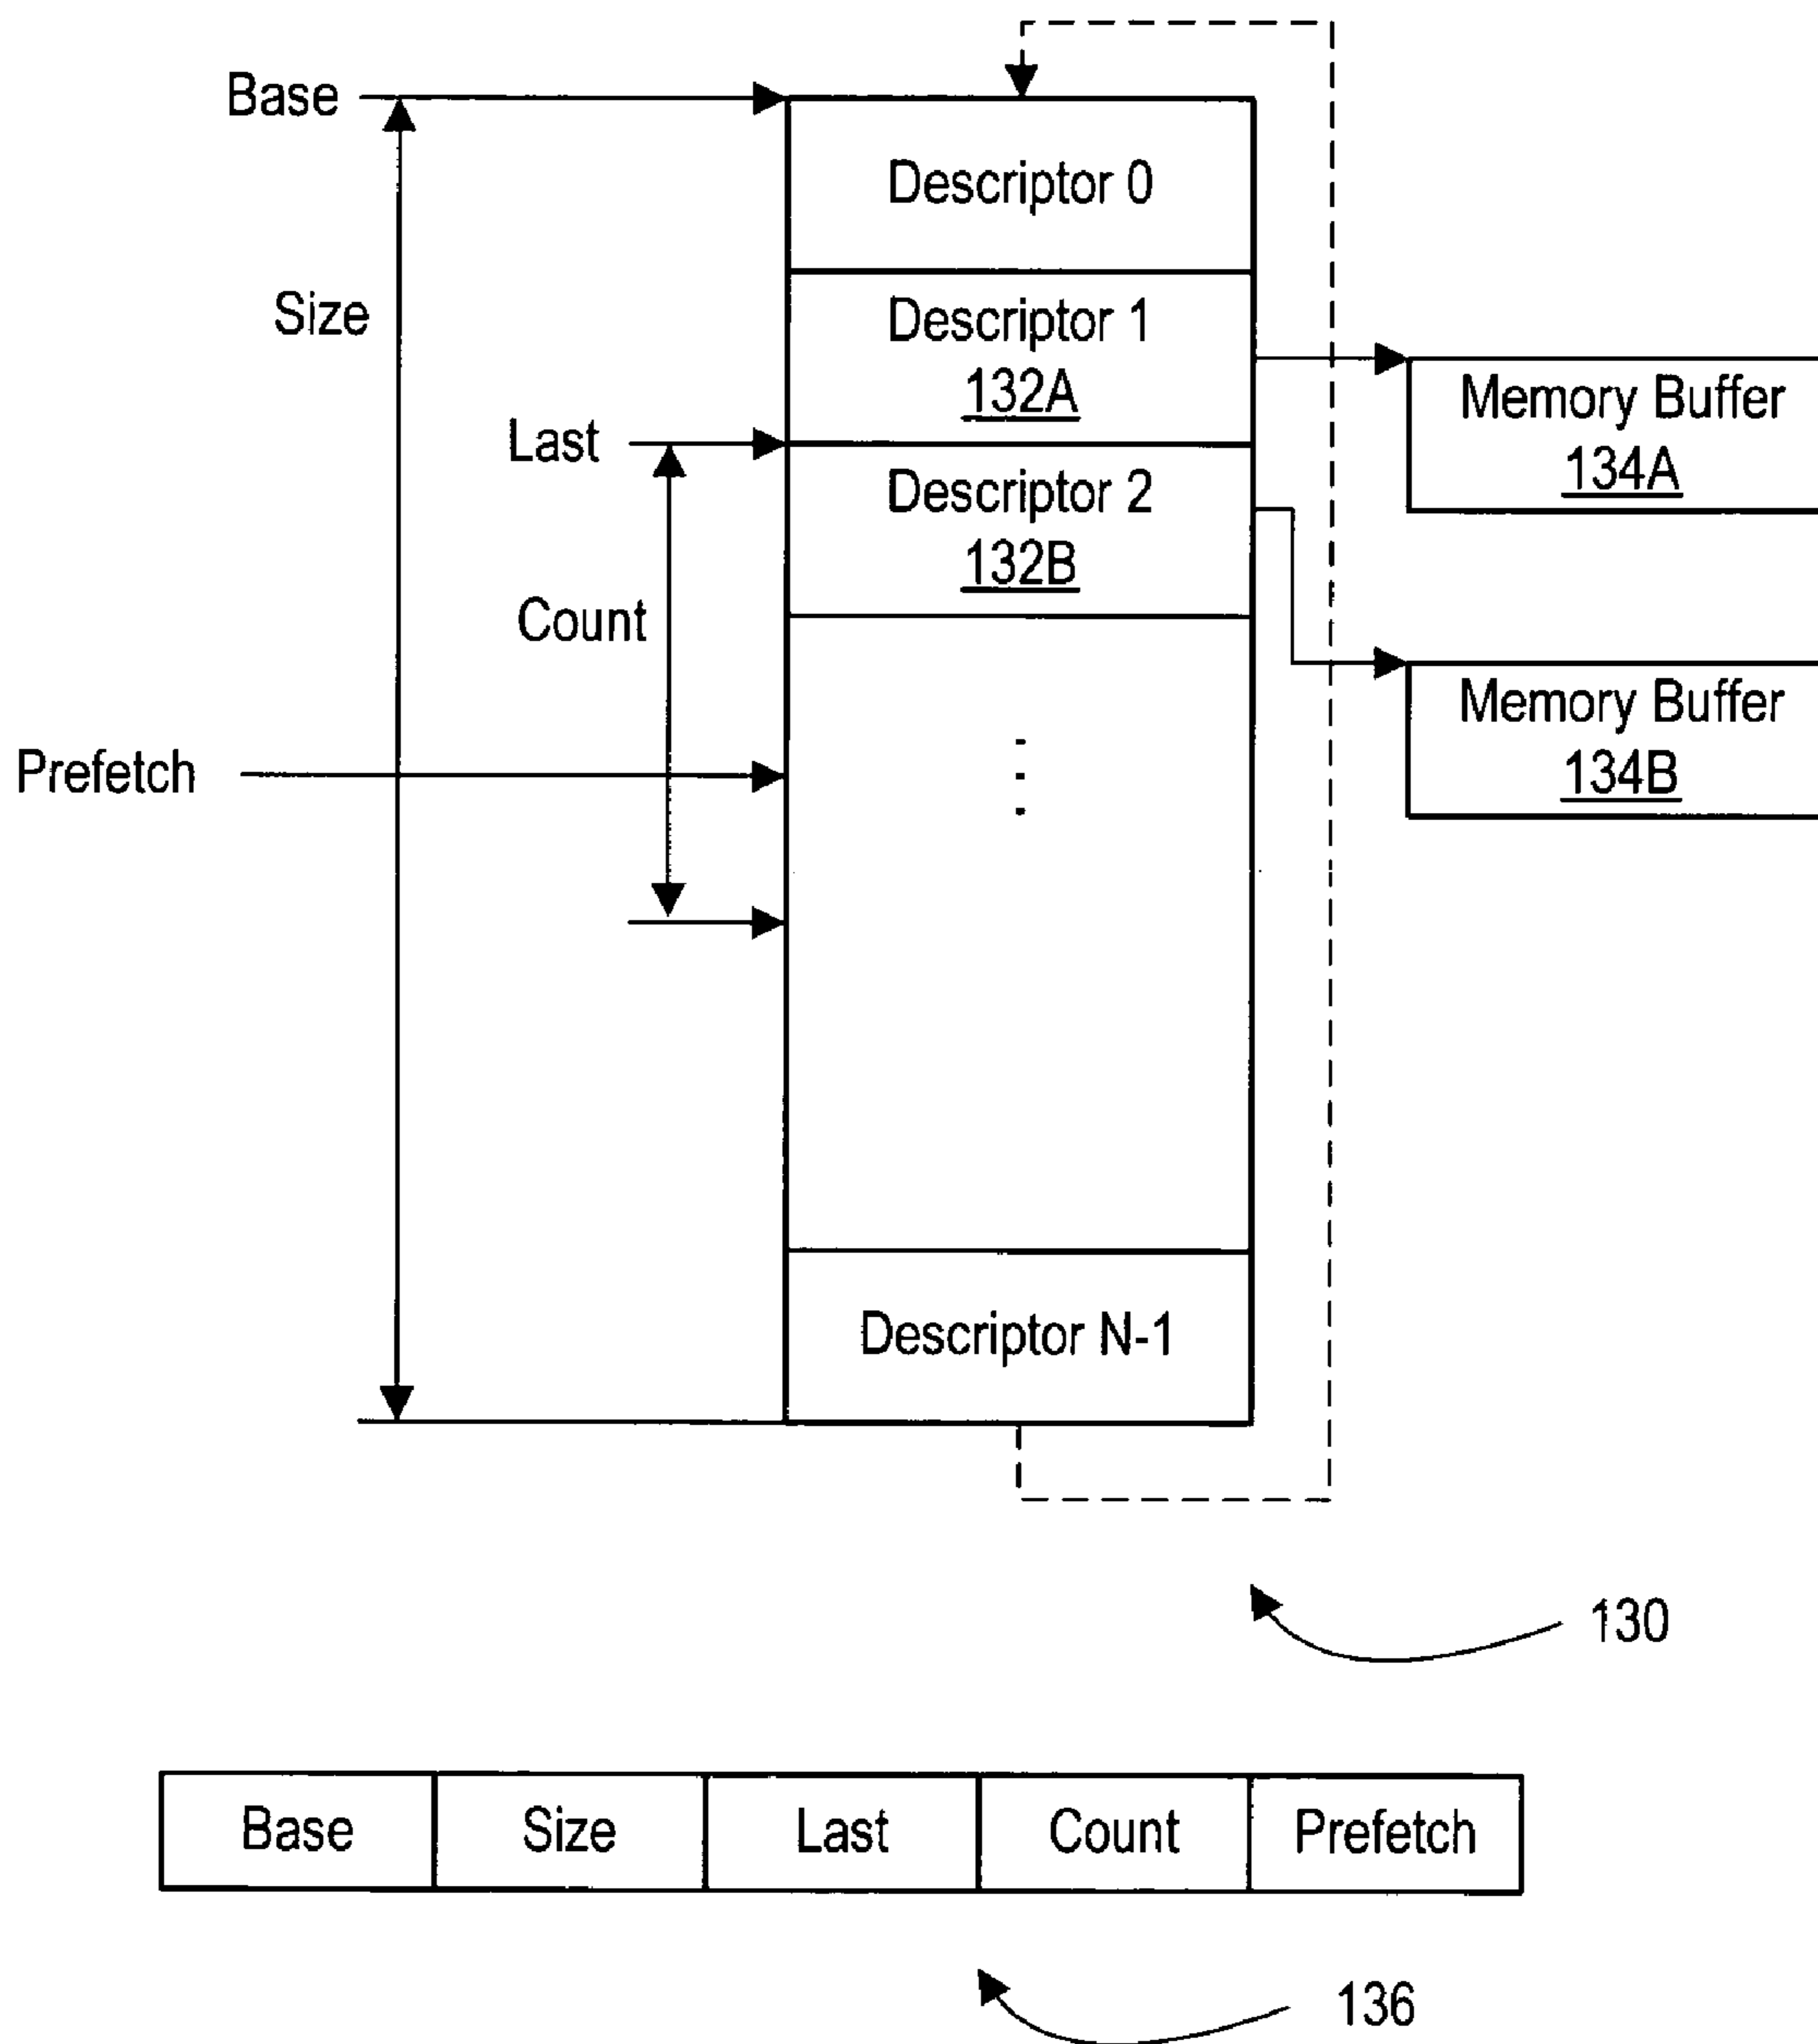 Base
Descriptor 0
Size
Descriptor 1
132A
Memory Buffer
134A
Last
Descriptor 2
132B
Count
Memory Buffer
134B
Prefetch
Descriptor N-1
130
Base Size Last Count Prefetch
136